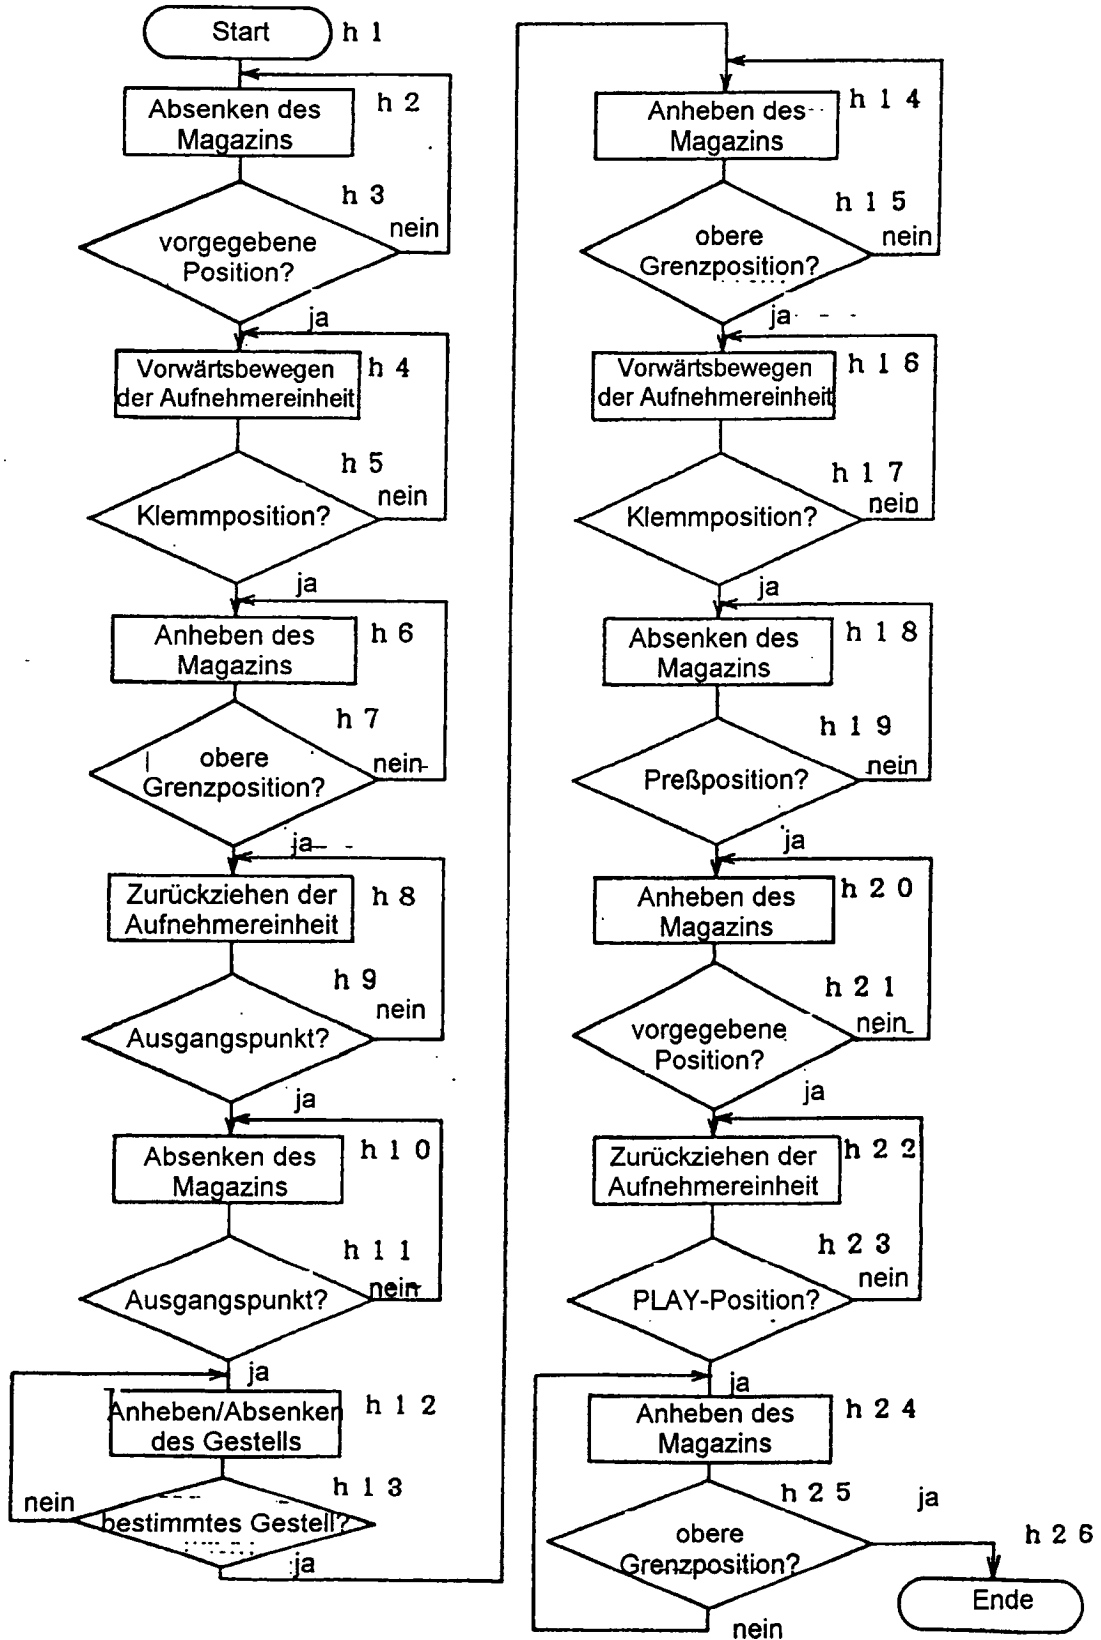 Start
h 1
Absenken des
Magazins
h 2
h 3
vorgegebene
Position?
nein
ja
Vorwärtsbewegen
der Aufnehmereinheit
h 4
h 5
Klemmposition?
nein
ja
Anheben des
Magazins
h 6
h 7
obere
Grenzposition?
nein
ja
Zurückziehen der
Aufnehmereinheit
h 8
h 9
Ausgangspunkt?
nein
ja
Absenken des
Magazins
h 1 0
h 1 1
Ausgangspunkt?
nein
ja
Anheben/Absenken
des Gestells
h 1 2
h 1 3
nein
bestimmtes Gestell?
ja
Anheben des
Magazins
h 1 4
h 1 5
obere
Grenzposition?
nein
ja
Vorwärtsbewegen
der Aufnehmereinheit
h 1 6
h 1 7
Klemmposition?
nein
ja
Absenken des
Magazins
h 1 8
h 1 9
Preßposition?
nein
ja
Anheben des
Magazins
h 2 0
h 2 1
vorgegebene
Position?
nein
ja
Zurückziehen der
Aufnehmereinheit
h 2 2
h 2 3
PLAY-Position?
nein
ja
Anheben des
Magazins
h 2 4
h 2 5
obere
Grenzposition?
ja
nein
h 2 6
Ende